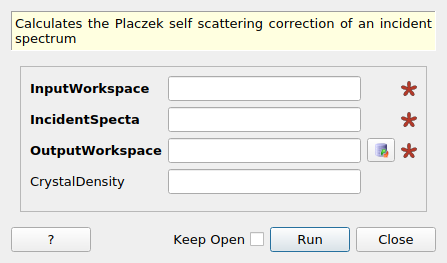 Calculates the Placzek self scattering correction of an incident
spectrum
InputWorkspace
IncidentSpecta
OutputWorkspace
CrystalDensity
? Keep Open Run Close